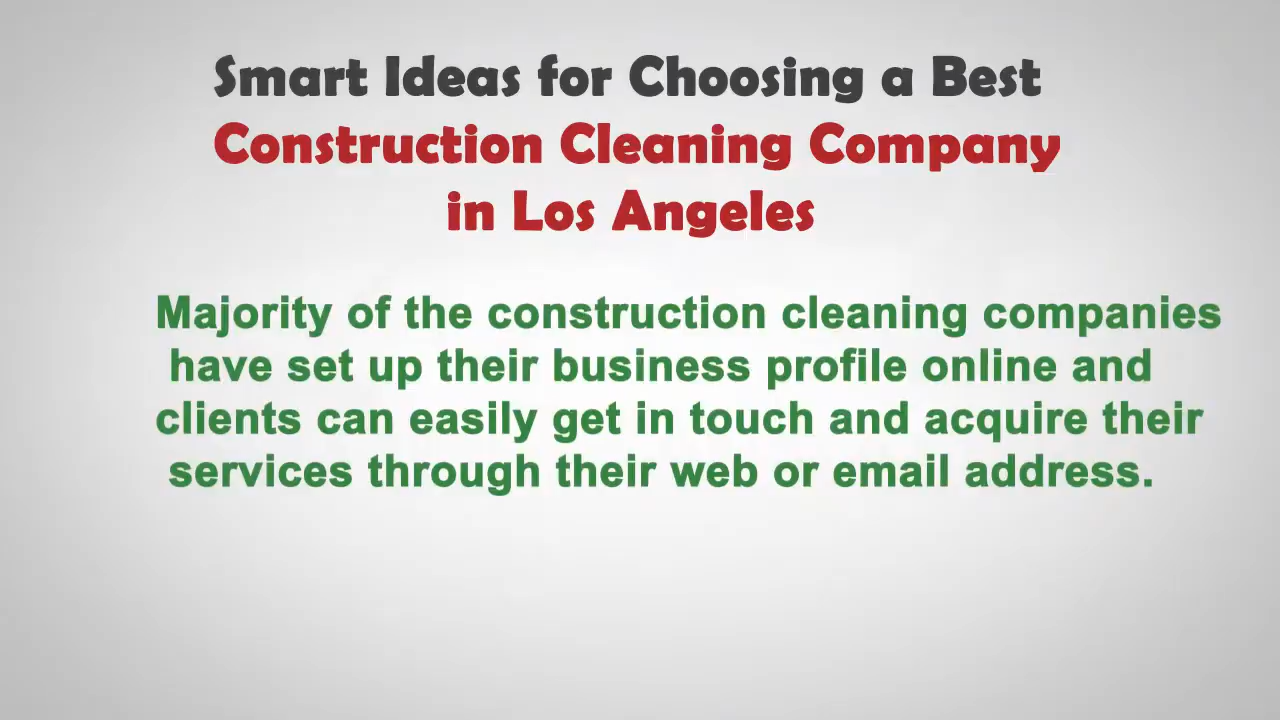 Smart Ideas for Choosing a Best
Construction Cleaning Company
in Los Angeles
Majority of the construction cleaning companies
have set up their business profile online and
clients can easily get in touch and acquire their
services through their web or email address.